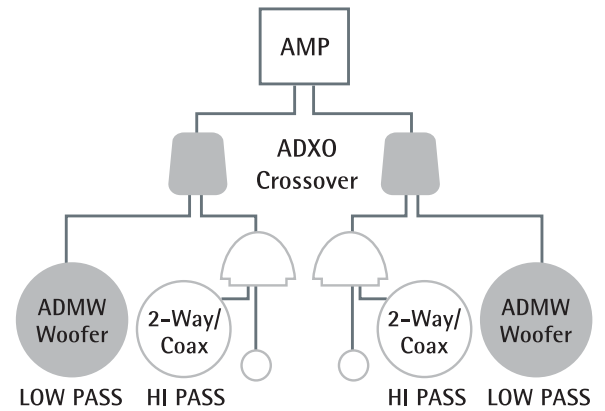 AMP
ADXO
Crossover
ADMW
Woofer
2-Way/
Coax
2-Way/
Coax
ADMW
Woofer
LOW PASS
HI PASS
HI PASS
LOW PASS